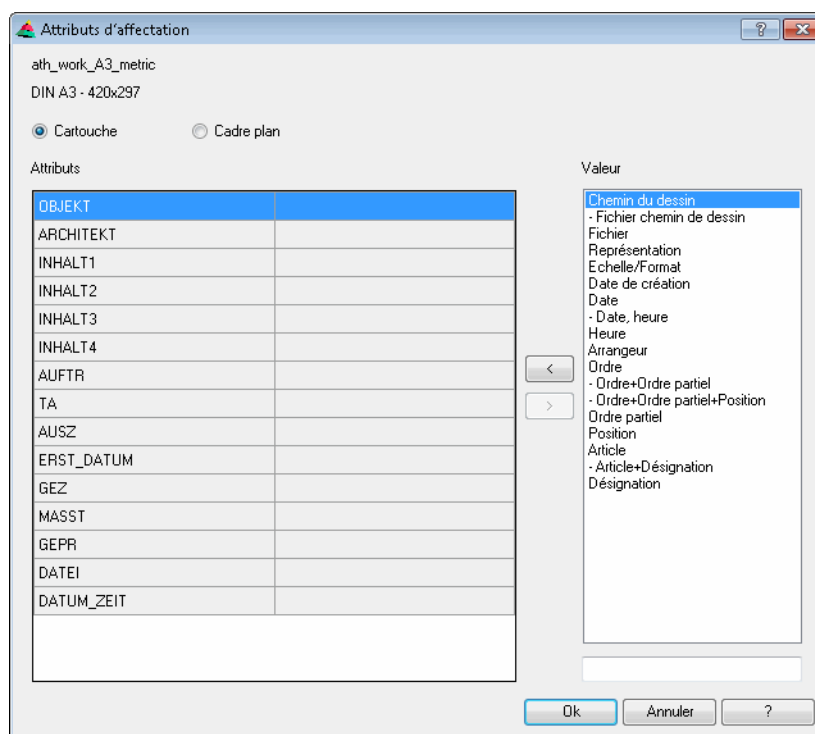 Attributs d'affectation
ath_work_A3_metric
DIN A3 - 420x297
Cartouche
Cadre plan
Attributs
OBJEKT
ARCHITEKT
INHALT1
INHALT2
INHALT3
INHALT4
AUFTR
TA
AUSZ
ERST_DATUM
GEZ
MASST
GEPR
DATEI
DATUM_ZEIT
<
>
Valeur
Chemin du dessin
- Fichier chemin de dessin
Fichier
Représentation
Echelle/Format
Date de création
Date
- Date, heure
Heure
Arrangeur
Ordre
- Ordre+Ordre partiel
- Ordre+Ordre partiel+Position
Ordre partiel
Position
Article
- Article+Désignation
Désignation
Ok
Annuler
?